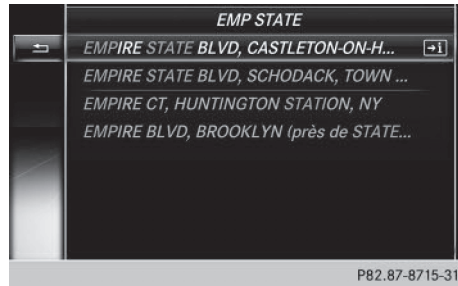 EMP STATE
EMPIRE STATE BLVD, CASTLETON-ON-H...
EMPIRE STATE BLVD, SCHODACK, TOWN ...
EMPIRE CT, HUNTINGTON STATION, NY
EMPIRE BLVD, BROOKLYN (près de STATE...
P82.87-8715-31